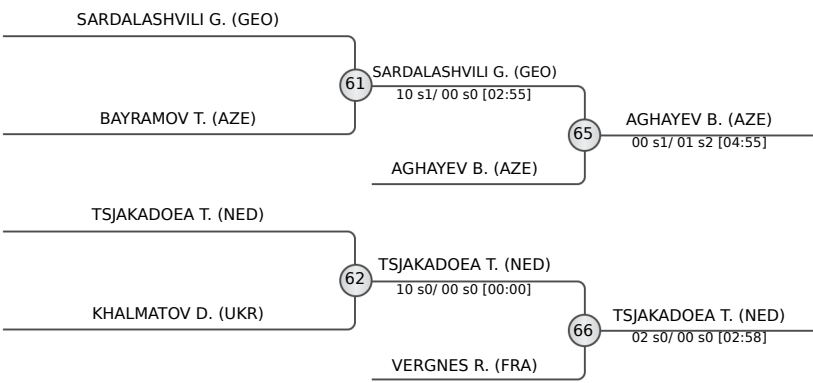 SARDALASHVILI G. (GEO)
61
SARDALASHVILI G. (GEO)
10 s1/ 00 s0 [02:55]
BAYRAMOV T. (AZE)
65
AGHAYEV B. (AZE)
00 s1/ 01 s2 [04:55]
AGHAYEV B. (AZE)
TSJAKADOEA T. (NED)
62
TSJAKADOEA T. (NED)
10 s0/ 00 s0 [00:00]
KHALMATOV D. (UKR)
66
TSJAKADOEA T. (NED)
02 s0/ 00 s0 [02:58]
VERGNES R. (FRA)